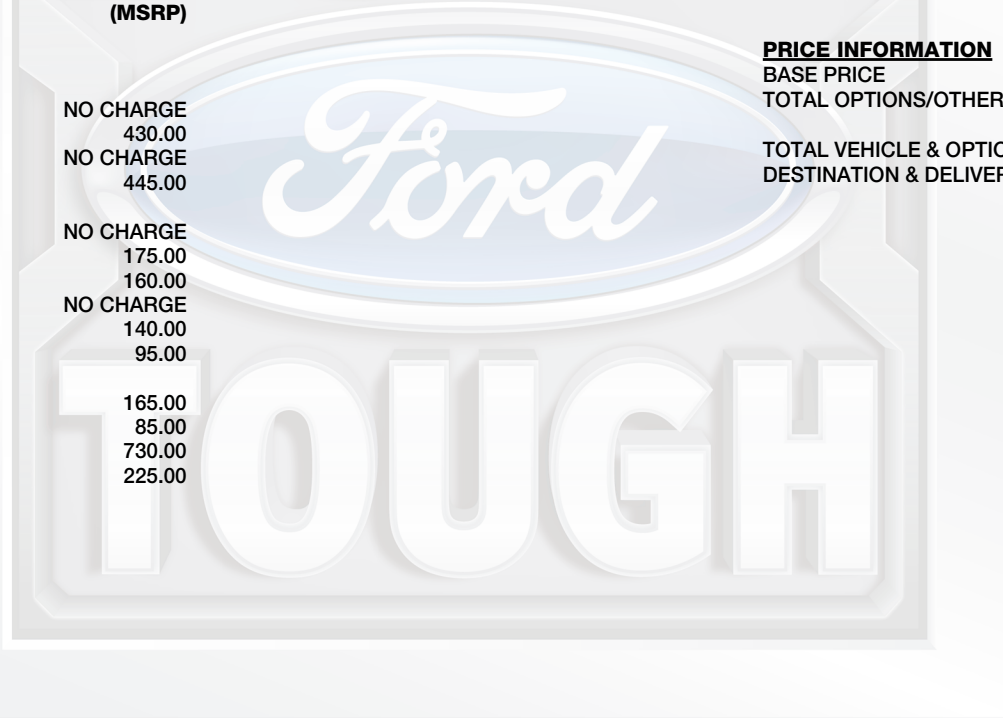 (MSRP)
NO CHARGE
430.00
NO CHARGE
445.00
NO CHARGE
175.00
160.00
NO CHARGE
140.00
95.00
165.00
85.00
730.00
225.00
PRICE INFORMATION
BASE PRICE
TOTAL OPTIONS/OTHER
TOTAL VEHICLE & OPTIO
DESTINATION & DELIVER
Ford
TOUGH